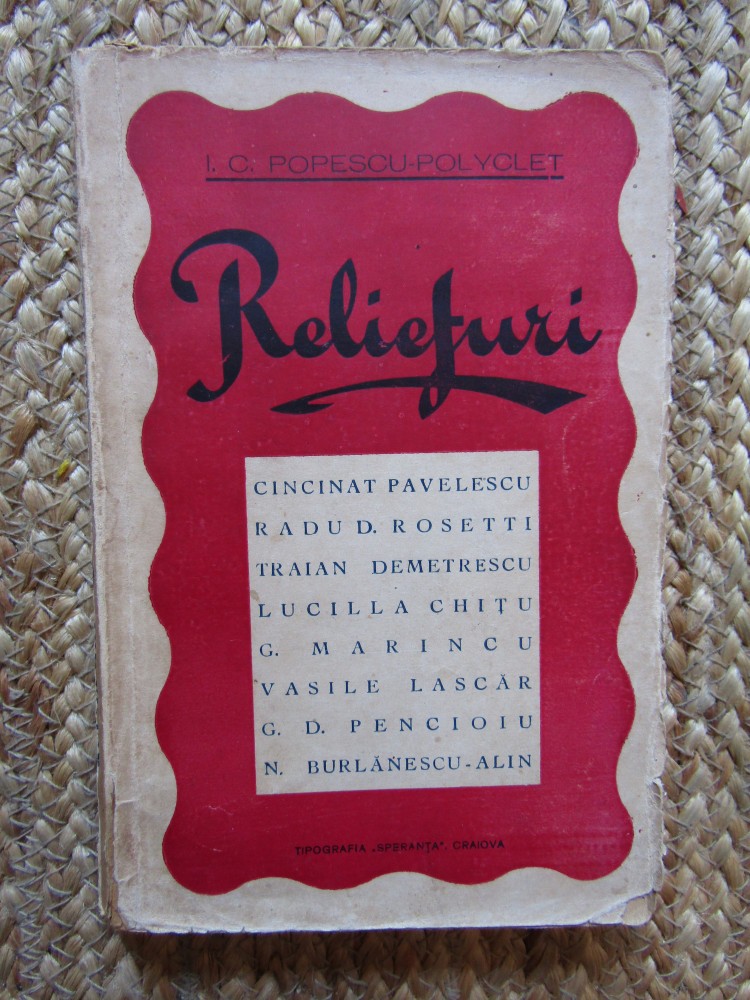 I. C. POPESCU-POLYCLET
Reliefuri
CINCINAT PAVELESCU
RADU D. ROSETTI
TRAIAN DEMETRESCU
LUCILLA CHIȚU
G. MARINCU
VASILE LASCĂR
G. D. PENCIOIU
N. BURLĂNESCU-ALIN
TIPOGRAFIA „SPERANȚA", CRAIOVA